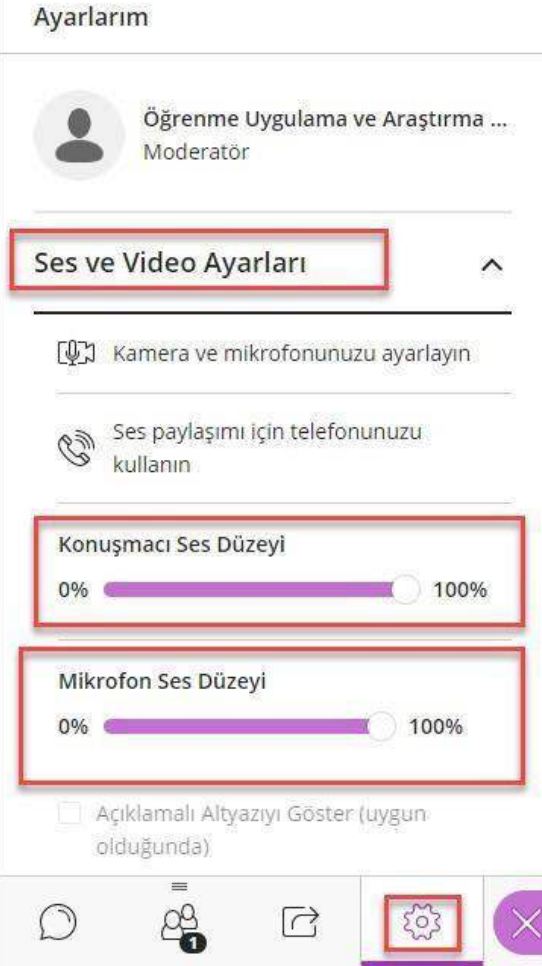 Ayarlarım
Öğrenme Uygulama ve Araştırma ...
Moderatör
Ses ve Video Ayarları
Kamera ve mikrofonunuzu ayarlayın
Ses paylaşımı için telefonunuzu
kullanın
Konuşmacı Ses Düzeyi
0% 100%
Mikrofon Ses Düzeyi
0% 100%
Açıklamalı Altyazıyı Göster (uygun
olduğunda)
1